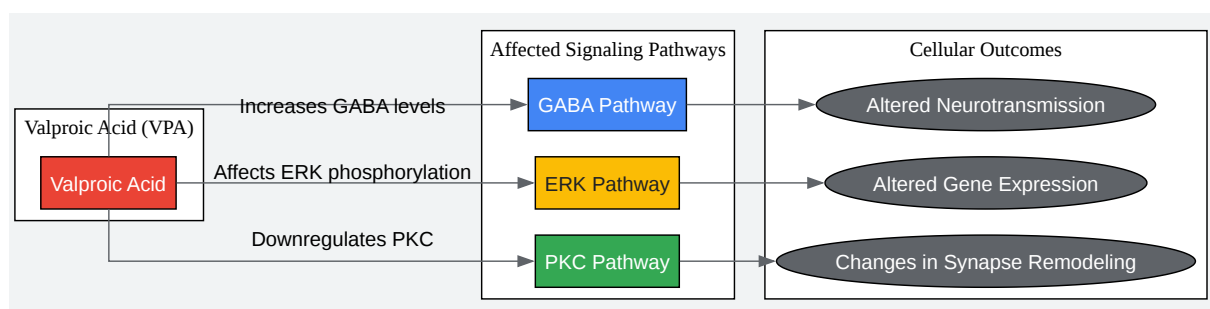 Valproic Acid (VPA)
Valproic Acid
Increases GABA levels
Affects ERK phosphorylation
Downregulates PKC
Affected Signaling Pathways
GABA Pathway
ERK Pathway
PKC Pathway
Cellular Outcomes
Altered Neurotransmission
Altered Gene Expression
Changes in Synapse Remodeling